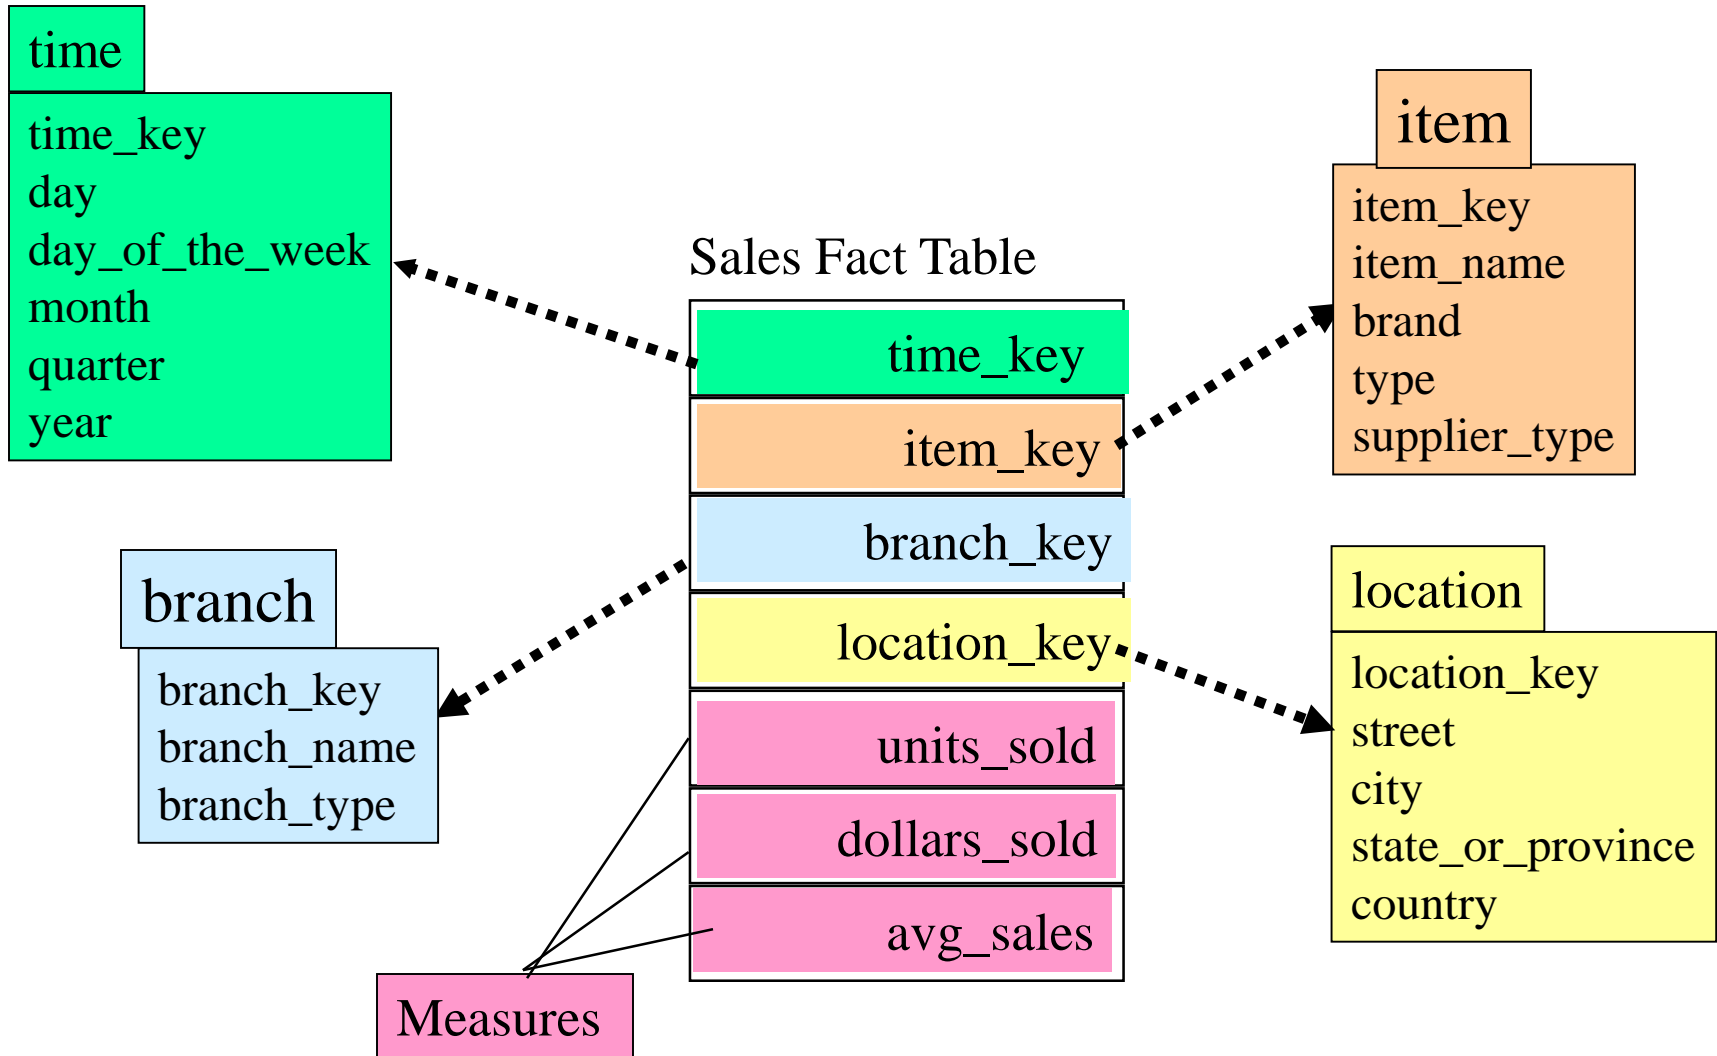 time
time_key
day
day_of_the_week
month
quarter
year
item
item_key
item_name
brand
type
supplier_type
Sales Fact Table
time_key
item_key
branch_key
location_key
units_sold
dollars_sold
avg_sales
branch
branch_key
branch_name
branch_type
location
location_key
street
city
state_or_province
country
Measures